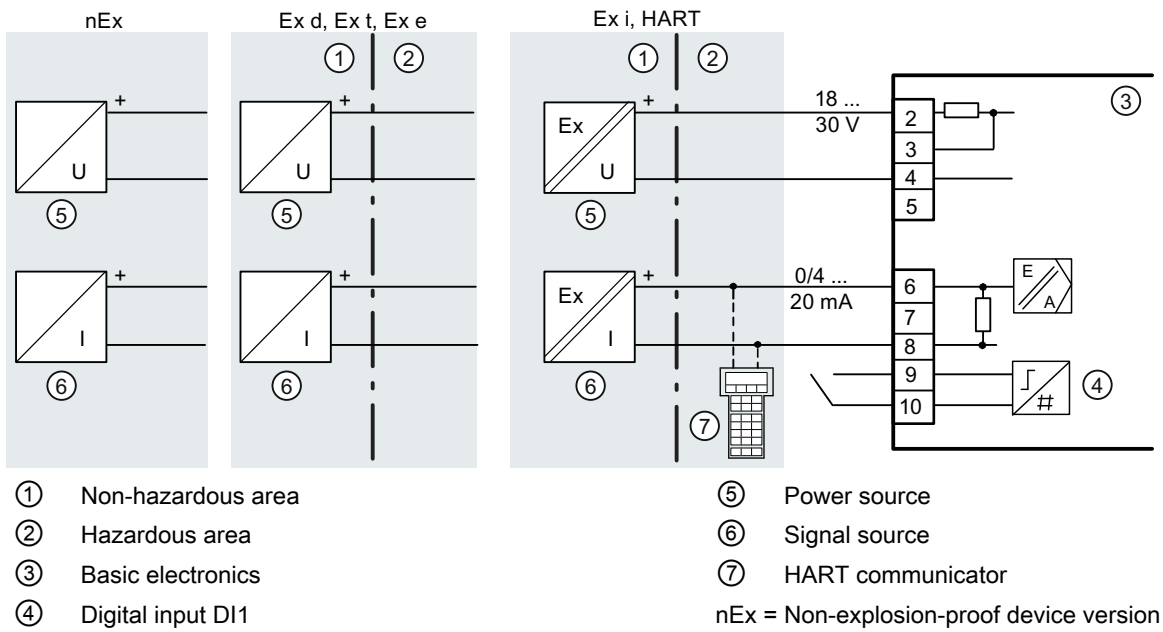 nEx
Ex d, Ex t, Ex e
Ex i, HART
① ②
① ②
③
+
U
⑤
+
U
⑤
+
Ex
U
⑤
18 ...
30 V
2
3
4
5
+
I
⑥
+
I
⑥
+
Ex
I
⑥
0/4 ...
20 mA
⑦
6
7
8
9
10
E
A
#
④
① Non-hazardous area
② Hazardous area
③ Basic electronics
④ Digital input DI1
⑤ Power source
⑥ Signal source
⑦ HART communicator
nEx = Non-explosion-proof device version